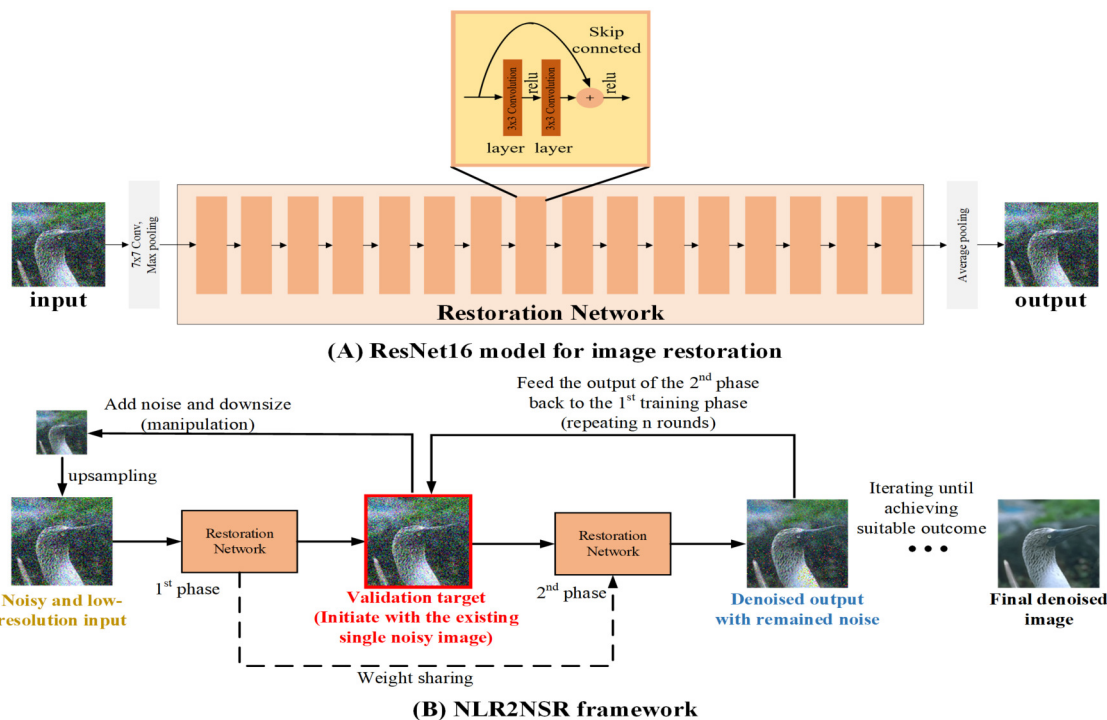 Skip
conneted
3x3 Convolution
relu
3x3 Convolution
+
relu
layer
layer
7x7 Conv,
Max pooling
Average pooling
input
Restoration Network
output
(A) ResNet16 model for image restoration
Add noise and downsize
(manipulation)
Feed the output of the 2nd phase
back to the 1st training phase
(repeating n rounds)
upsampling
Iterating until
achieving
suitable outcome
Restoration
Network
Restoration
Network
1st phase
2nd phase
Noisy and low-
resolution input
Validation target
(Initiate with the existing
single noisy image)
Denoised output
with remained noise
Final denoised
image
Weight sharing
(B) NLR2NSR framework